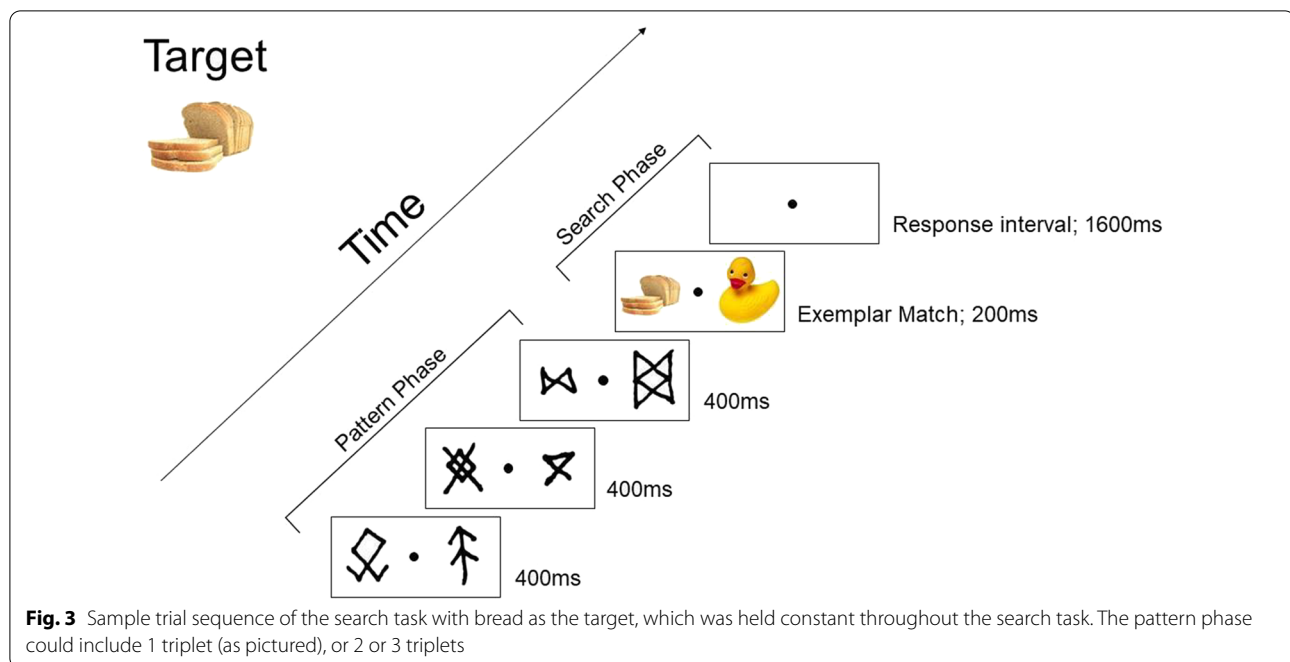 Target
Time
Search Phase
Response interval; 1600ms
Exemplar Match; 200ms
Pattern Phase
400ms
400ms
400ms
Fig. 3 Sample trial sequence of the search task with bread as the target, which was held constant throughout the search task. The pattern phase
could include 1 triplet (as pictured), or 2 or 3 triplets